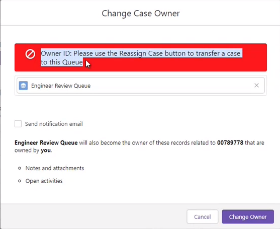 Change Case Owner
Owner ID: Please use the Reassign Case button to transfer a case
to this Queue
Engineer Review Queue
Send notification email
Engineer Review Queue will also become the owner of these records related to 00789778 that
are owned by you.
Notes and attachments
Open activities
Cancel
Change Owner